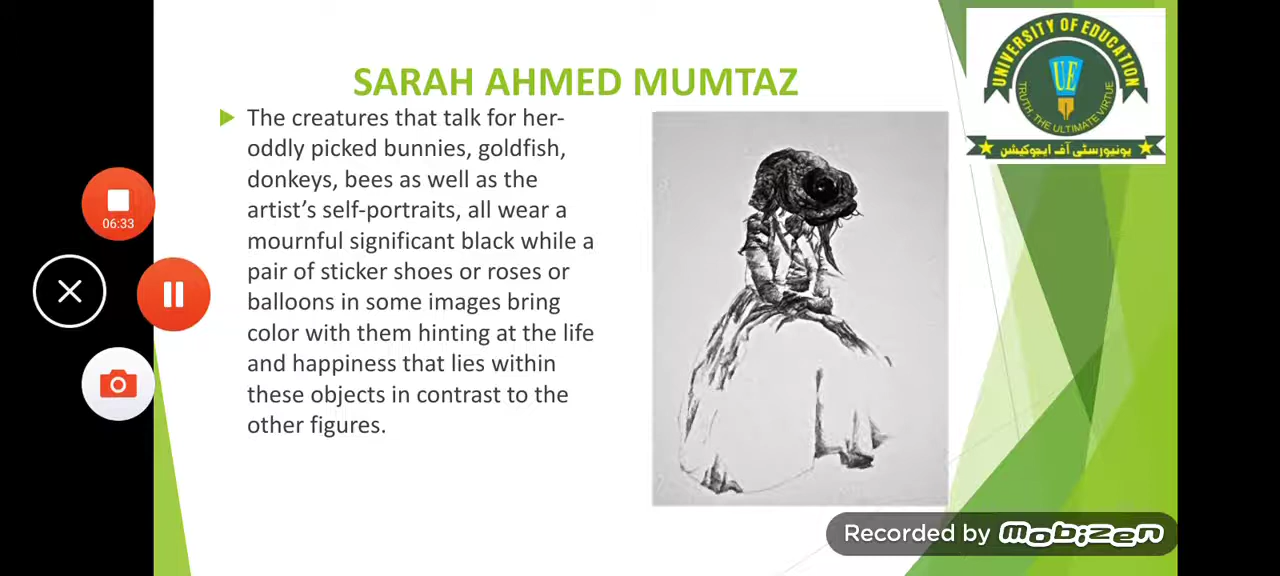 SARAH AHMED MUMTAZ
The creatures that talk for her-
oddly picked bunnies, goldfish,
donkeys, bees as well as the
artist’s self-portraits, all wear a
mournful significant black while a
pair of sticker shoes or roses or
balloons in some images bring
color with them hinting at the life
and happiness that lies within
these objects in contrast to the
other figures.
UNIVERSITY OF EDUCATION
UE
TRUTH, THE ULTIMATE VIRTUE
یونیورسٹی آف ایجوکیشن
06:33
Recorded by MOBIZEN